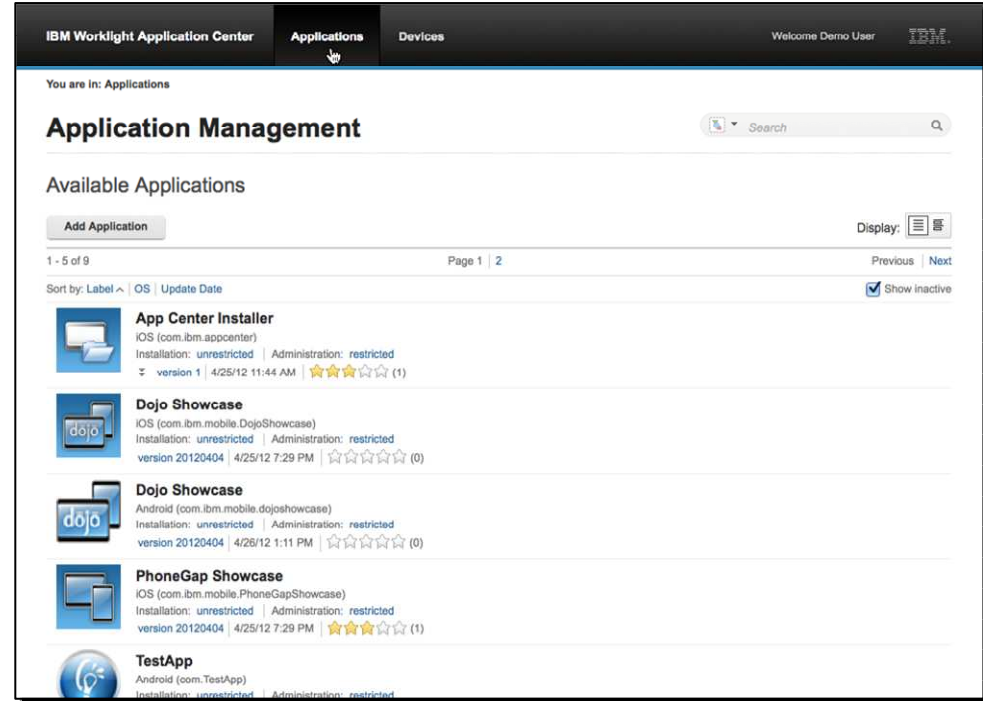 IBM Worklight Application Center Applications Devices Welcome Demo User IBM.
You are in: Applications
Application Management
Search
Available Applications
Add Application Display:
1 - 5 of 9 Page 1 | 2 Previous | Next
Sort by: Label | OS | Update Date Show inactive
App Center Installer
iOS (com.ibm.appcenter)
Installation: unrestricted | Administration: restricted
version 1 | 4/25/12 11:44 AM | (1)
dojo
Dojo Showcase
iOS (com.ibm.mobile.DojoShowcase)
Installation: unrestricted | Administration: restricted
version 20120404 | 4/25/12 7:29 PM | (0)
dojo
Dojo Showcase
Android (com.ibm.mobile.dojoshowcase)
Installation: unrestricted | Administration: restricted
version 20120404 | 4/26/12 1:11 PM | (0)
PhoneGap Showcase
iOS (com.ibm.mobile.PhoneGapShowcase)
Installation: unrestricted | Administration: restricted
version 20120404 | 4/25/12 7:29 PM | (1)
TestApp
Android (com.TestApp)
Installation: unrestricted | Administration: restricted